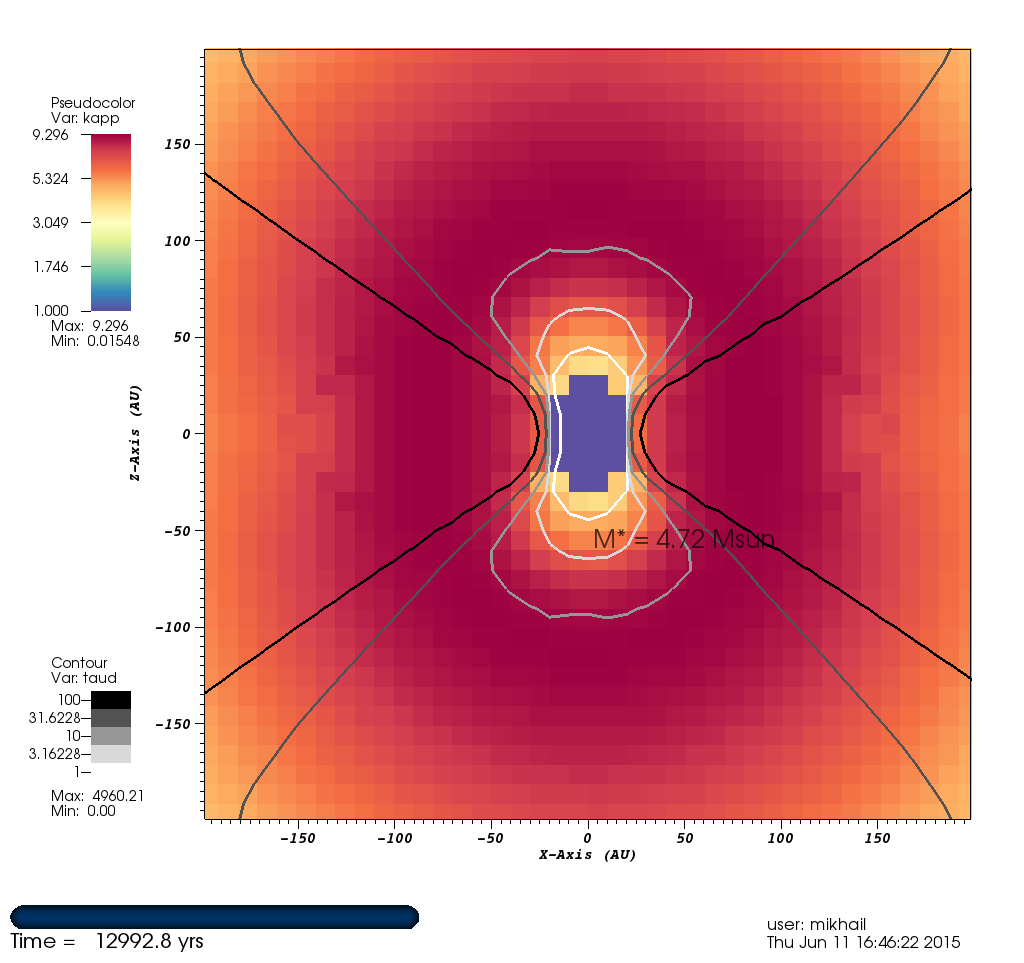 Pseudocolor
Var: kapp
9.296
5.324
3.049
1.746
1.000
Max: 9.296
Min: 0.01548
Z-Axis (AU)
150
100
50
0
-50
-100
-150
M* = 4.72 Msun
Contour
Var: taud
100
31.6228
10
3.16228
1
Max: 4960.21
Min: 0.00
-150 -100 -50 0 50 100 150
X-Axis (AU)
Time = 12992.8 yrs
user: mikhail
Thu Jun 11 16:46:22 2015